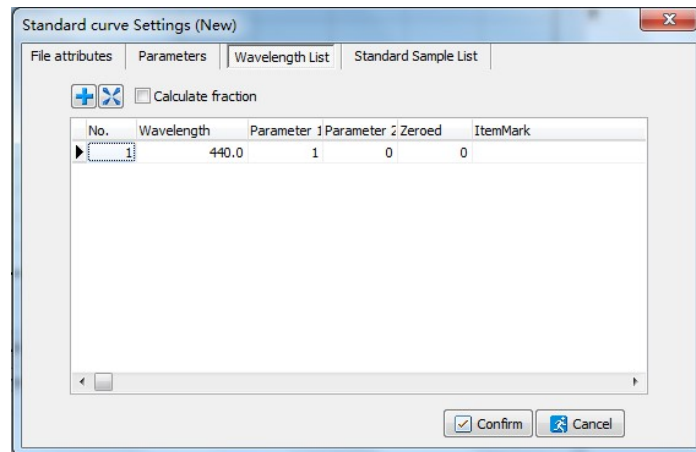 Standard curve Settings (New)
File attributes Parameters Wavelength List Standard Sample List
Calculate fraction
No. Wavelength Parameter 1 Parameter 2 Zeroed ItemMark
1 440.0 1 0 0
Confirm Cancel